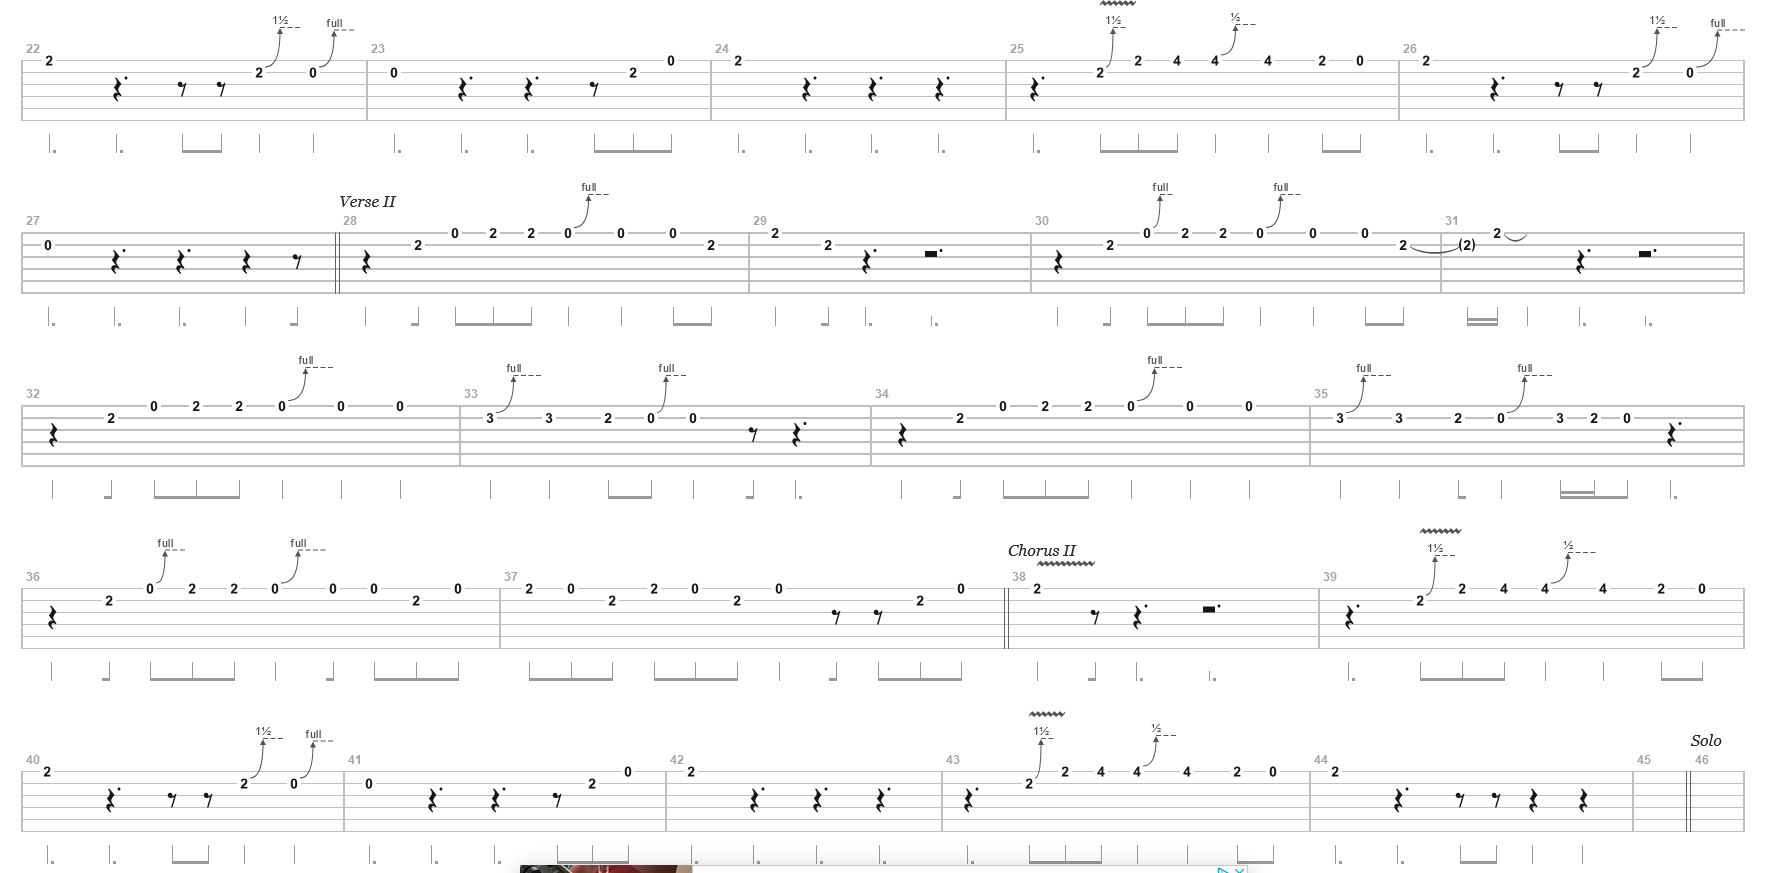 1½ full
22 23 24 25 26
1½ ½ 1½ full
2 2 0 0 2 0 2 2 2 4 4 4 2 0 2 2 0
full full full
Verse II
27 28 29 30 31
0 2 0 2 2 0 0 0 2 2 2 2 0 2 2 0 0 0 2 (2) 2
full full full full full full
32 33 34 35
2 0 2 2 0 0 0 3 3 2 0 0 2 0 2 2 0 0 0 3 3 2 0 3 2 0
full full 1½ ½
Chorus II
36 37 38 39
2 0 2 2 0 0 0 2 0 2 0 2 2 0 2 0 2 0 2 2 2 4 4 4 2 0
1½ full 1½ ½
Solo
40 41 42 43 44 45 46
2 2 0 0 2 0 2 2 2 4 4 4 2 0 2